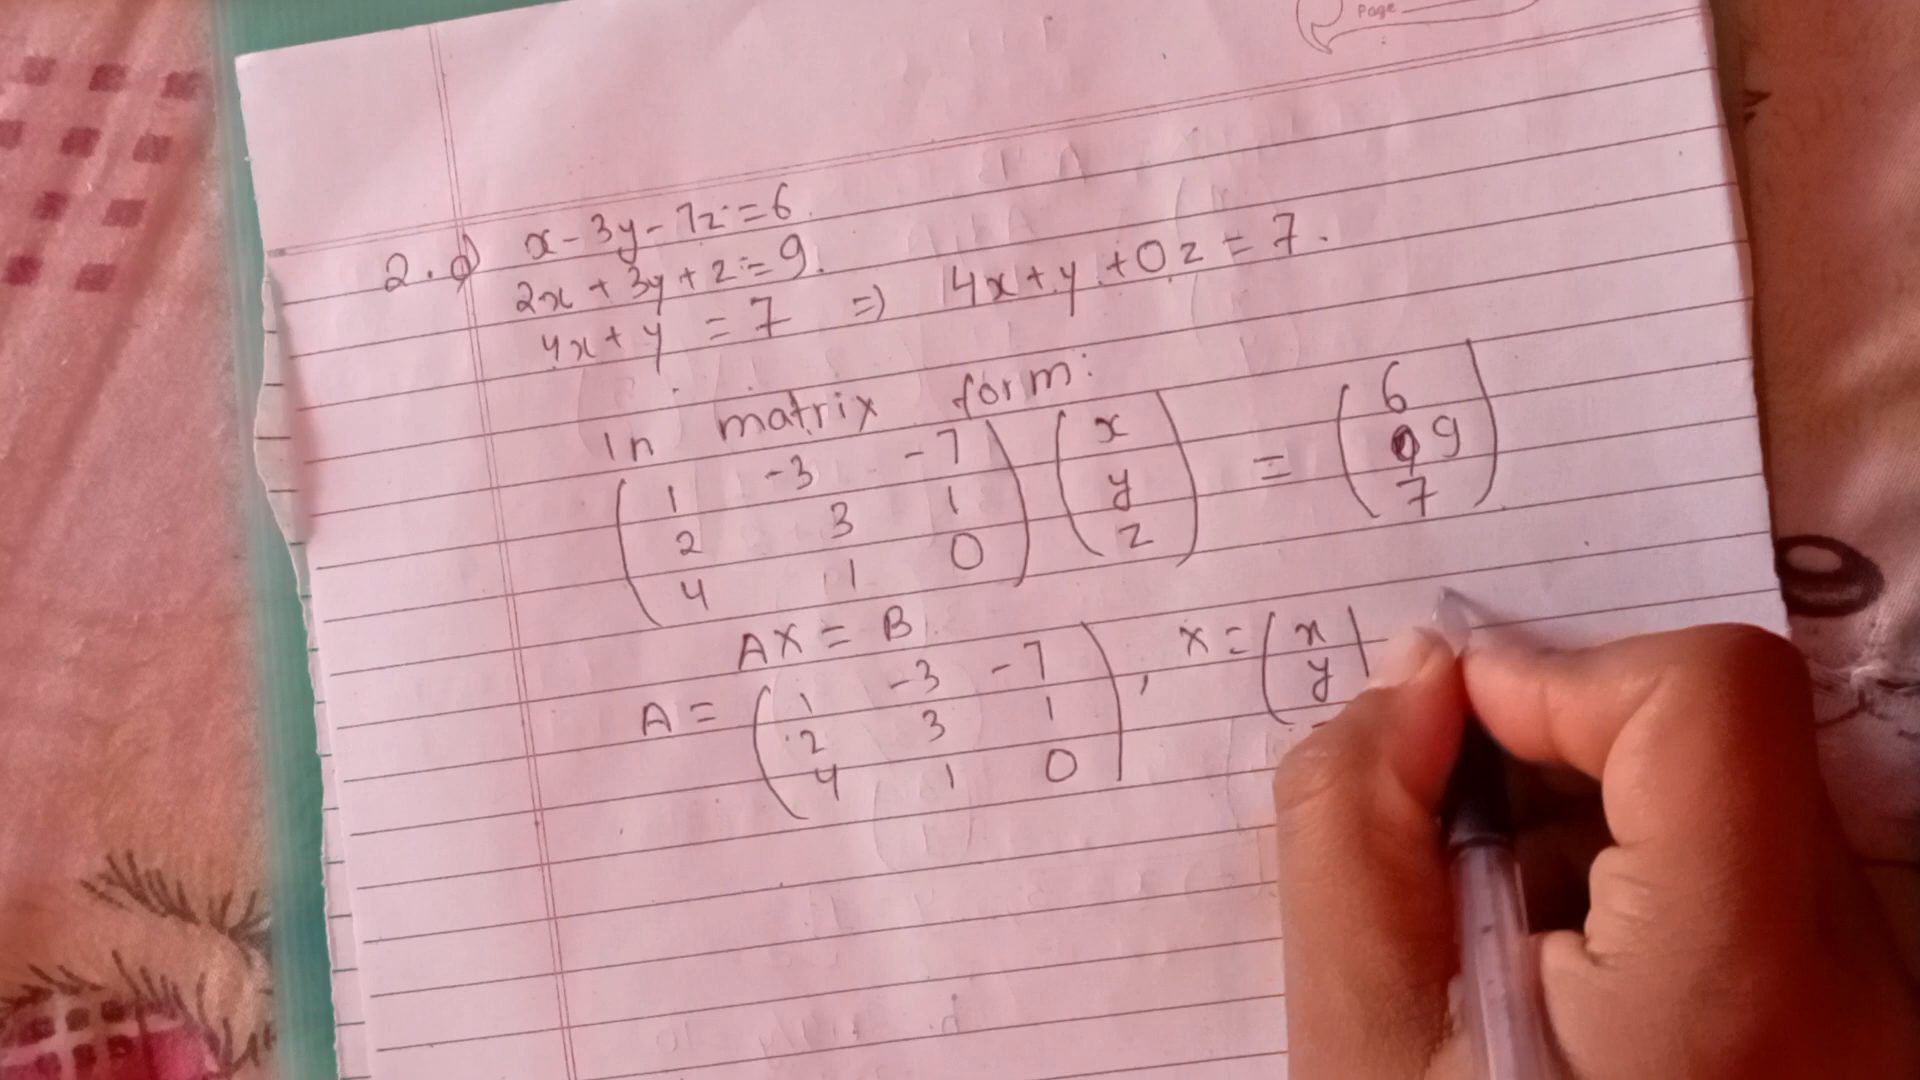 Page
2. d) x - 3y - 7z = 6.
2x + 3y + z = 9.
4x + y = 7 => 4x + y + 0z = 7.
In matrix form:
( 1 -3 -7 ) ( x ) = ( 6 )
( 2 3 1 ) ( y ) ( 9 )
( 4 1 0 ) ( z ) ( 7 )
AX = B.
A = ( 1 -3 -7 ), X = ( x )
( 2 3 1 ) ( y )
( 4 1 0 )